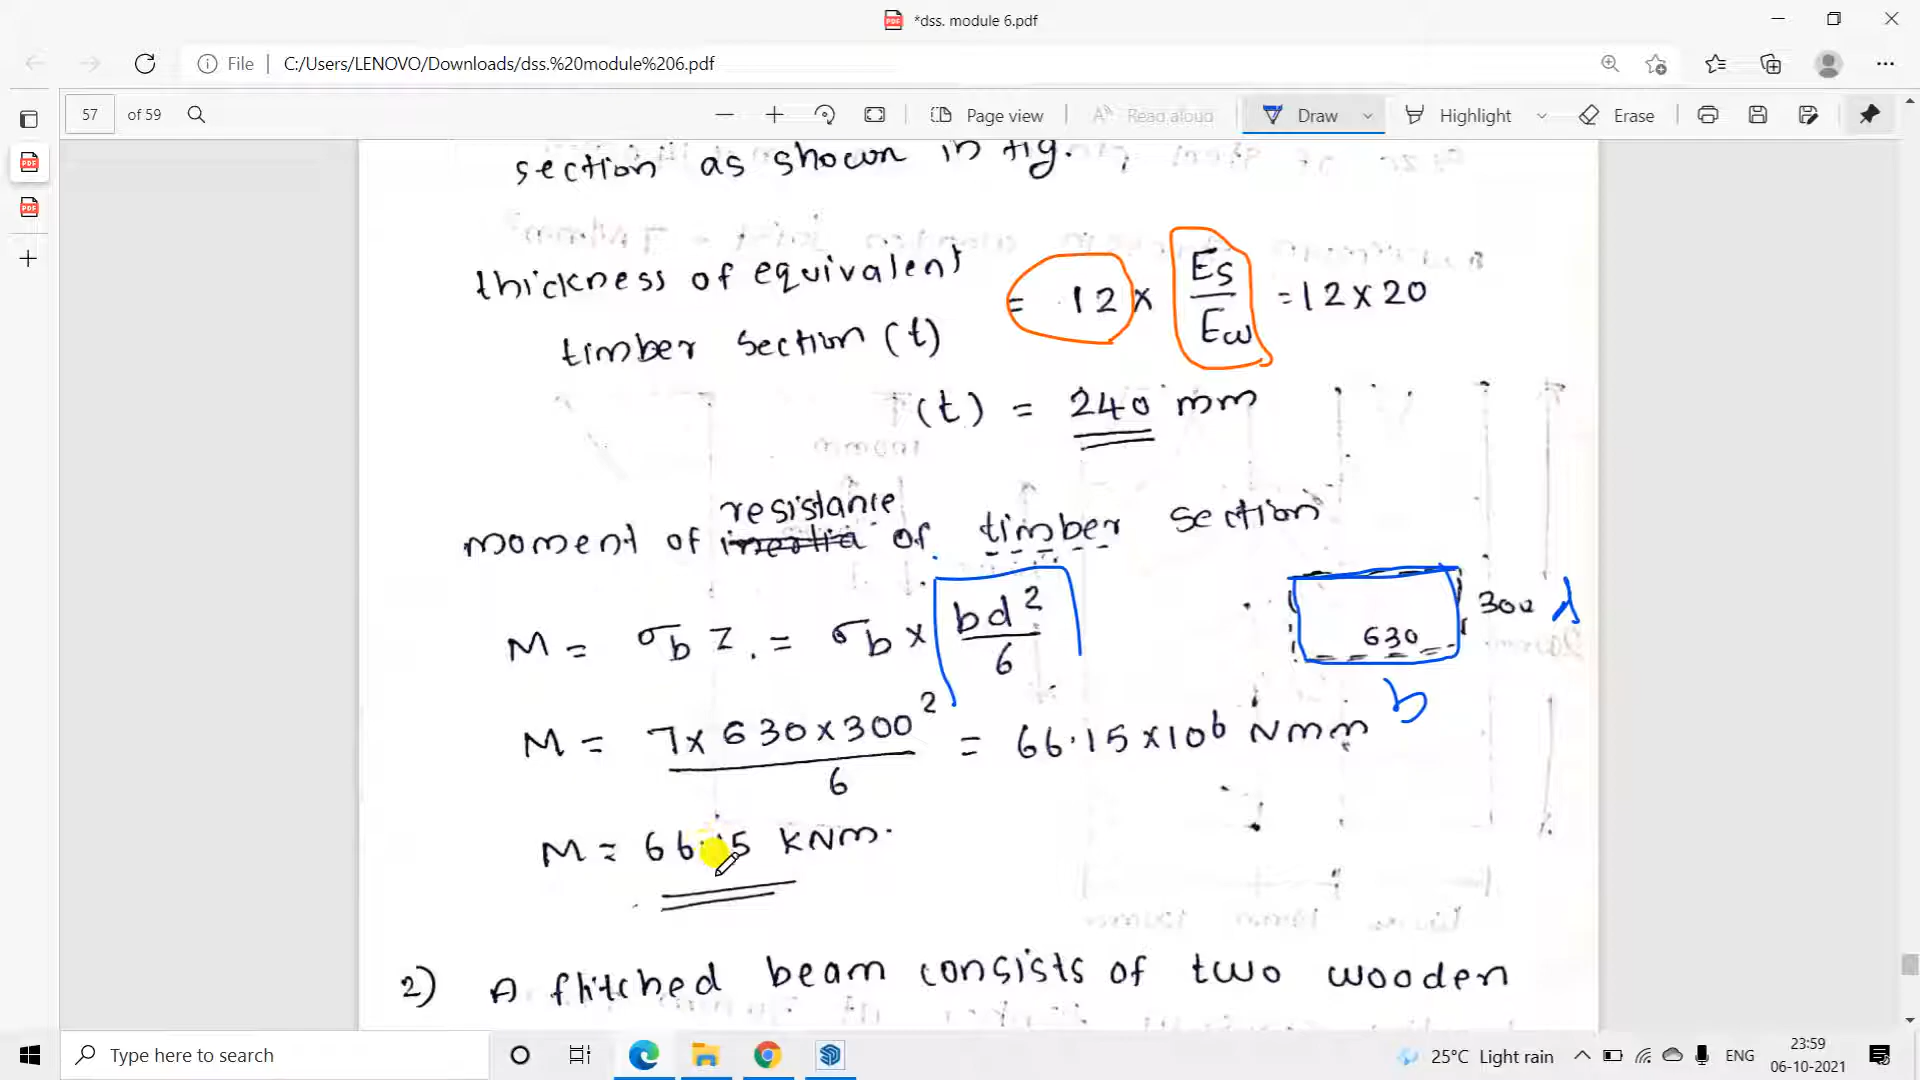 *dss. module 6.pdf
File | C:/Users/LENOVO/Downloads/dss.%20module%206.pdf
57 of 59
Page view
Read aloud
Draw
Highlight
Erase
section as shown in fig.
thickness of equivalent timber section (t) = 12 × Es/Ew = 12 × 20
(t) = 240 mm
resistance
moment of inertia of timber section
M = σb Z. = σb × bd²/6
300 d
630
b
M = 7 × 630 × 300²/6 = 66.15 × 10⁶ Nmm
M = 66.15 kNm.
2) A flitched beam consists of two wooden
Type here to search
25°C Light rain
ENG
23:59
06-10-2021